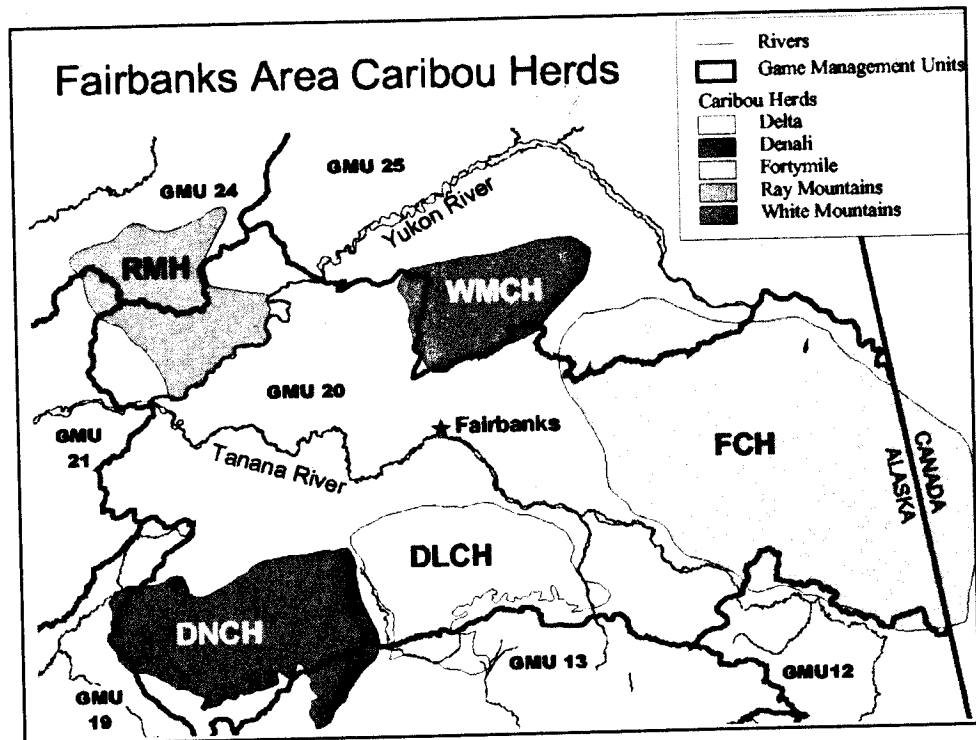 Fairbanks Area Caribou Herds
Rivers
Game Management Units
Caribou Herds
Delta
Denali
Fortymile
Ray Mountains
White Mountains
GMU 25
GMU 24
Yukon River
RMH
WMCH
GMU 20
Fairbanks
GMU
21
Tanana River
FCH
CANADA
ALASKA
DLCH
DNCH
GMU 13
GMU12
GMU
19